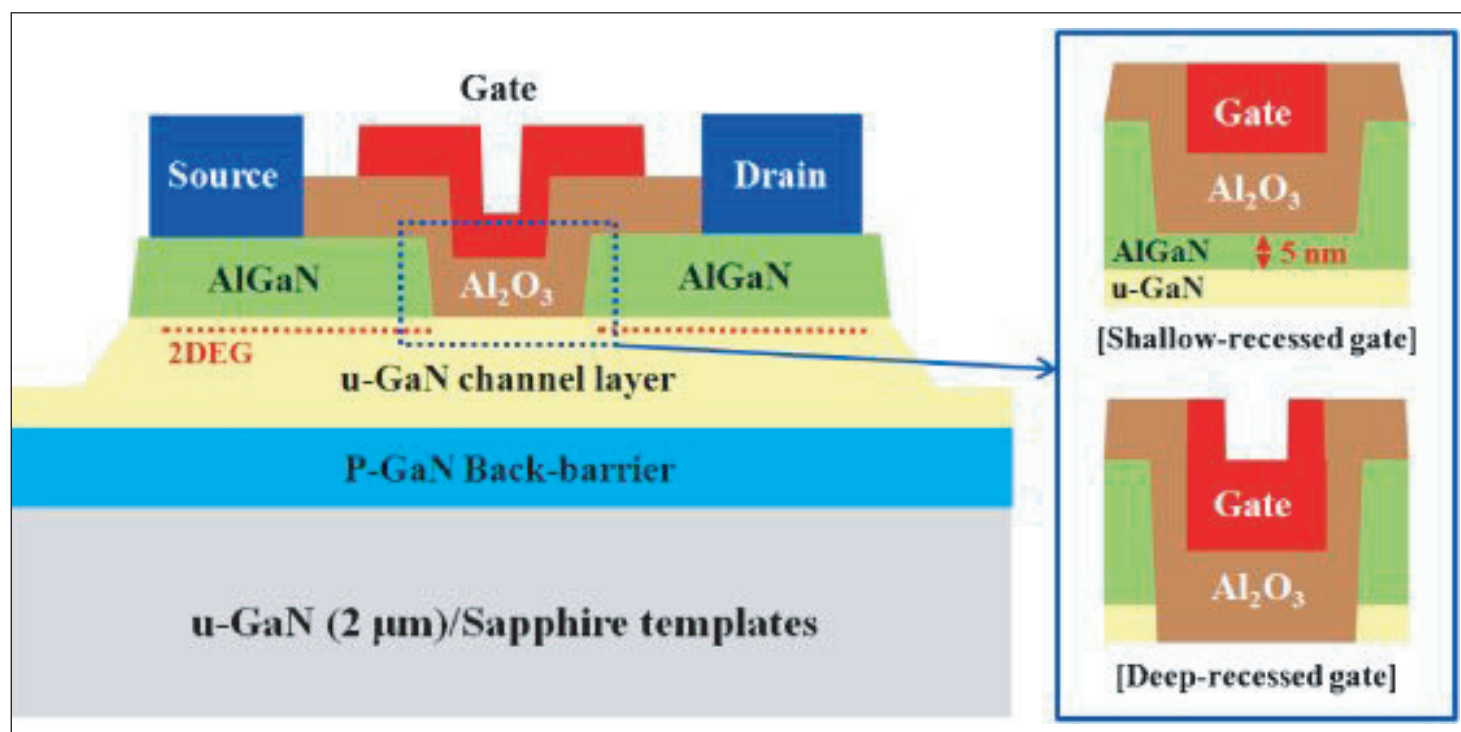 Gate
Source
Drain
AlGaN
Al₂O₃
AlGaN
2DEG
u-GaN channel layer
P-GaN Back-barrier
u-GaN (2 μm)/Sapphire templates
Gate
Al₂O₃
AlGaN
5 nm
u-GaN
[Shallow-recessed gate]
Gate
Al₂O₃
[Deep-recessed gate]